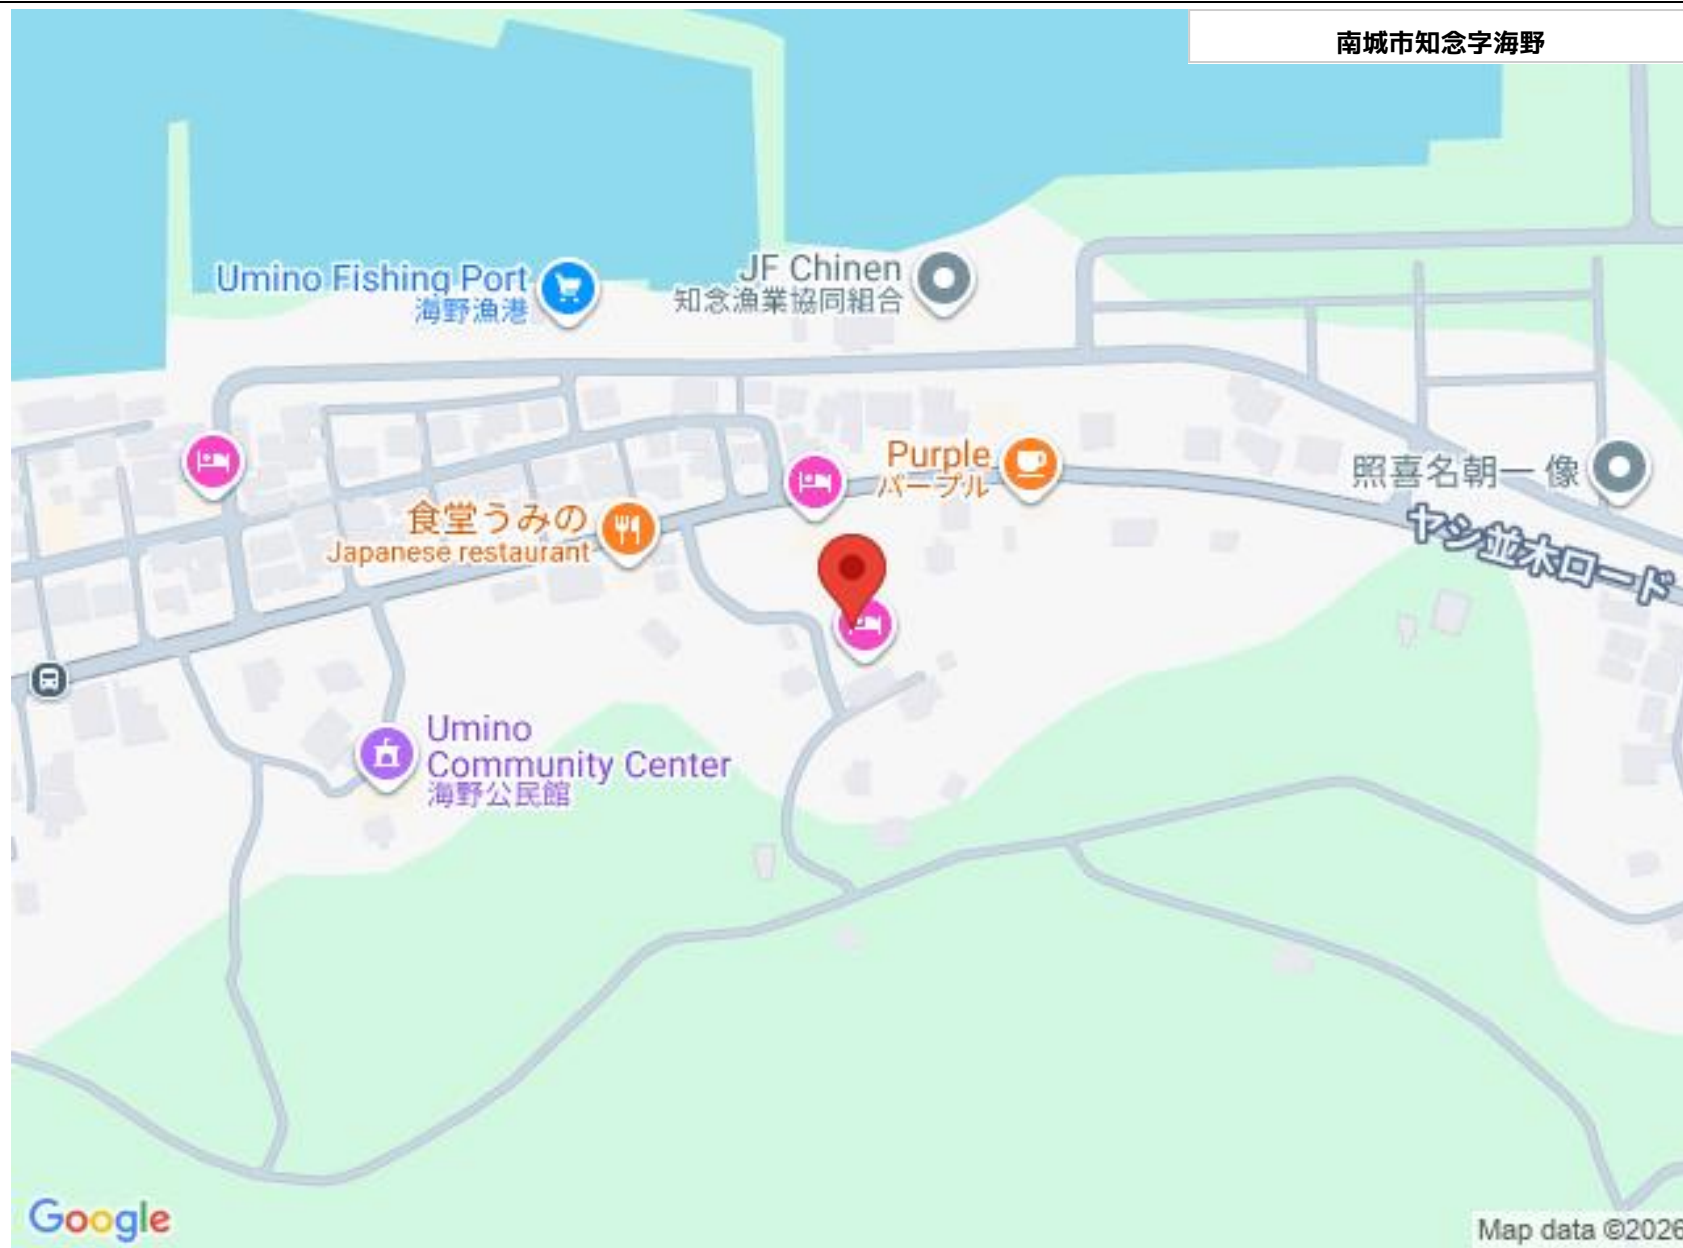 南城市知念字海野
Umino Fishing Port
海野漁港
JF Chinen
知念漁業協同組合
Purple
パープル
照喜名朝一 像
食堂うみの
Japanese restaurant
ヤシ並木ロード
Umino
Community Center
海野公民館
Google
Map data ©2026